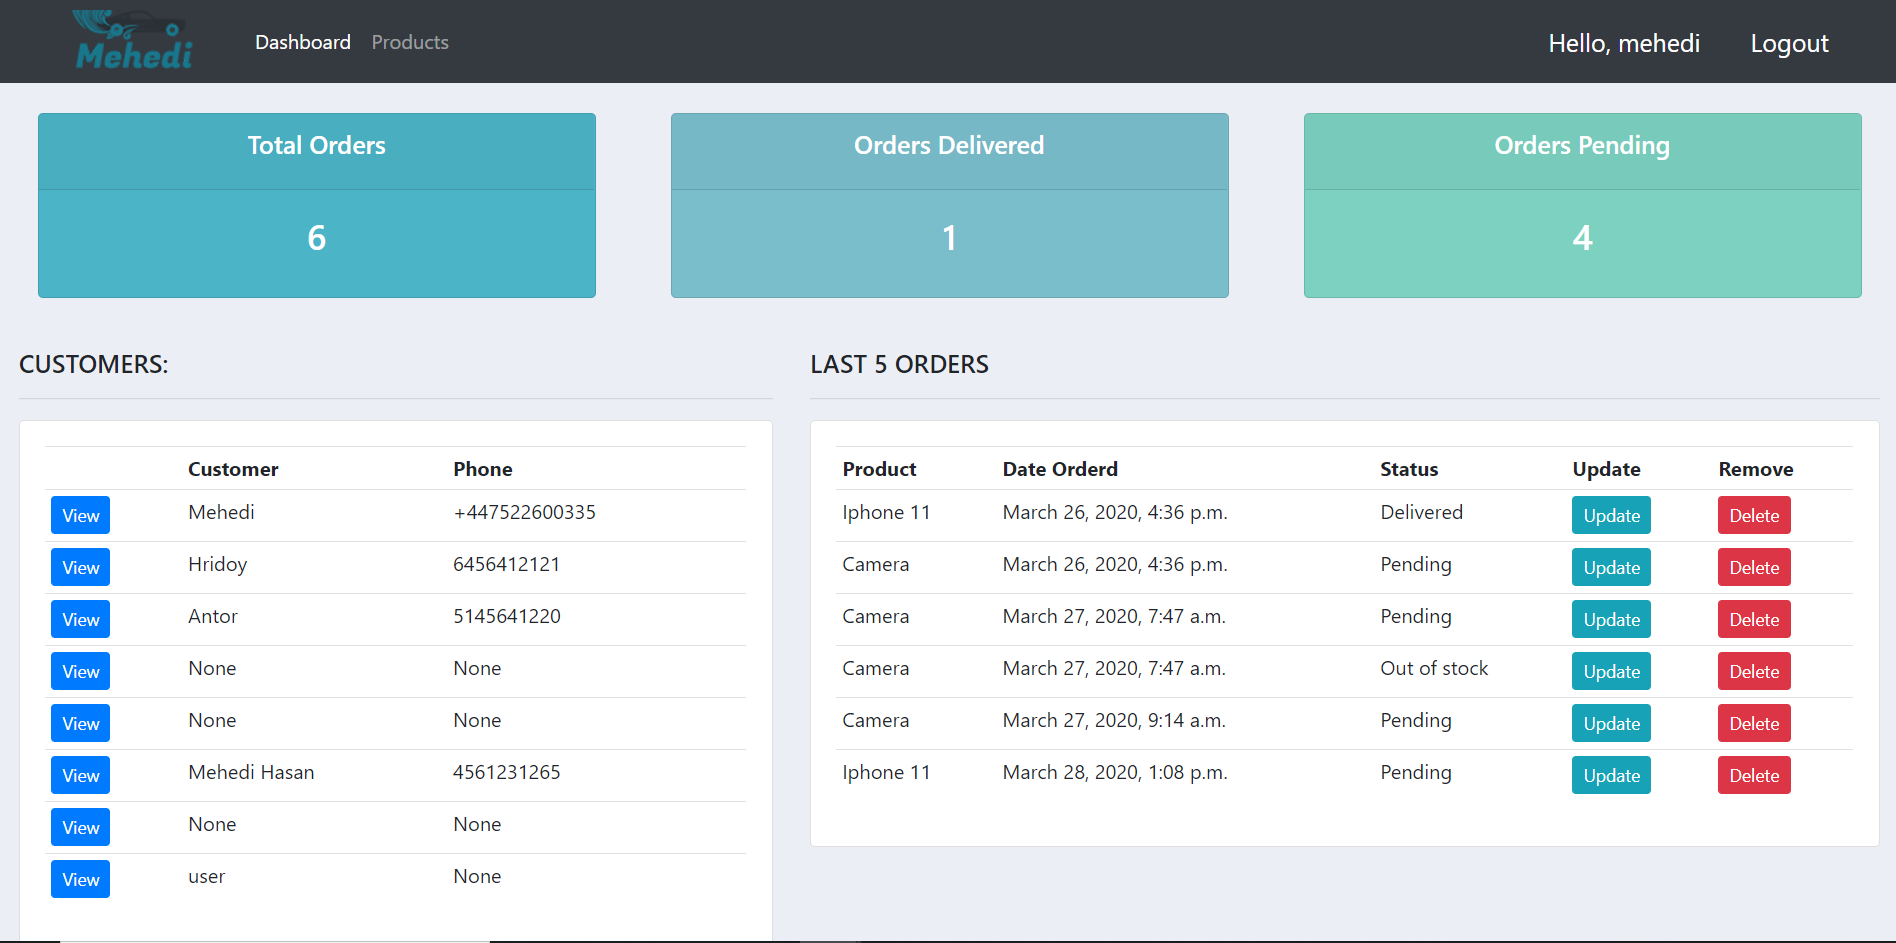 Mehedi
Dashboard Products
Hello, mehedi Logout
Total Orders
6
Orders Delivered
1
Orders Pending
4
CUSTOMERS:
Customer Phone
View Mehedi +447522600335
View Hridoy 6456412121
View Antor 5145641220
View None None
View None None
View Mehedi Hasan 4561231265
View None None
View user None
LAST 5 ORDERS
Product Date Orderd Status Update Remove
Iphone 11 March 26, 2020, 4:36 p.m. Delivered Update Delete
Camera March 26, 2020, 4:36 p.m. Pending Update Delete
Camera March 27, 2020, 7:47 a.m. Pending Update Delete
Camera March 27, 2020, 7:47 a.m. Out of stock Update Delete
Camera March 27, 2020, 9:14 a.m. Pending Update Delete
Iphone 11 March 28, 2020, 1:08 p.m. Pending Update Delete